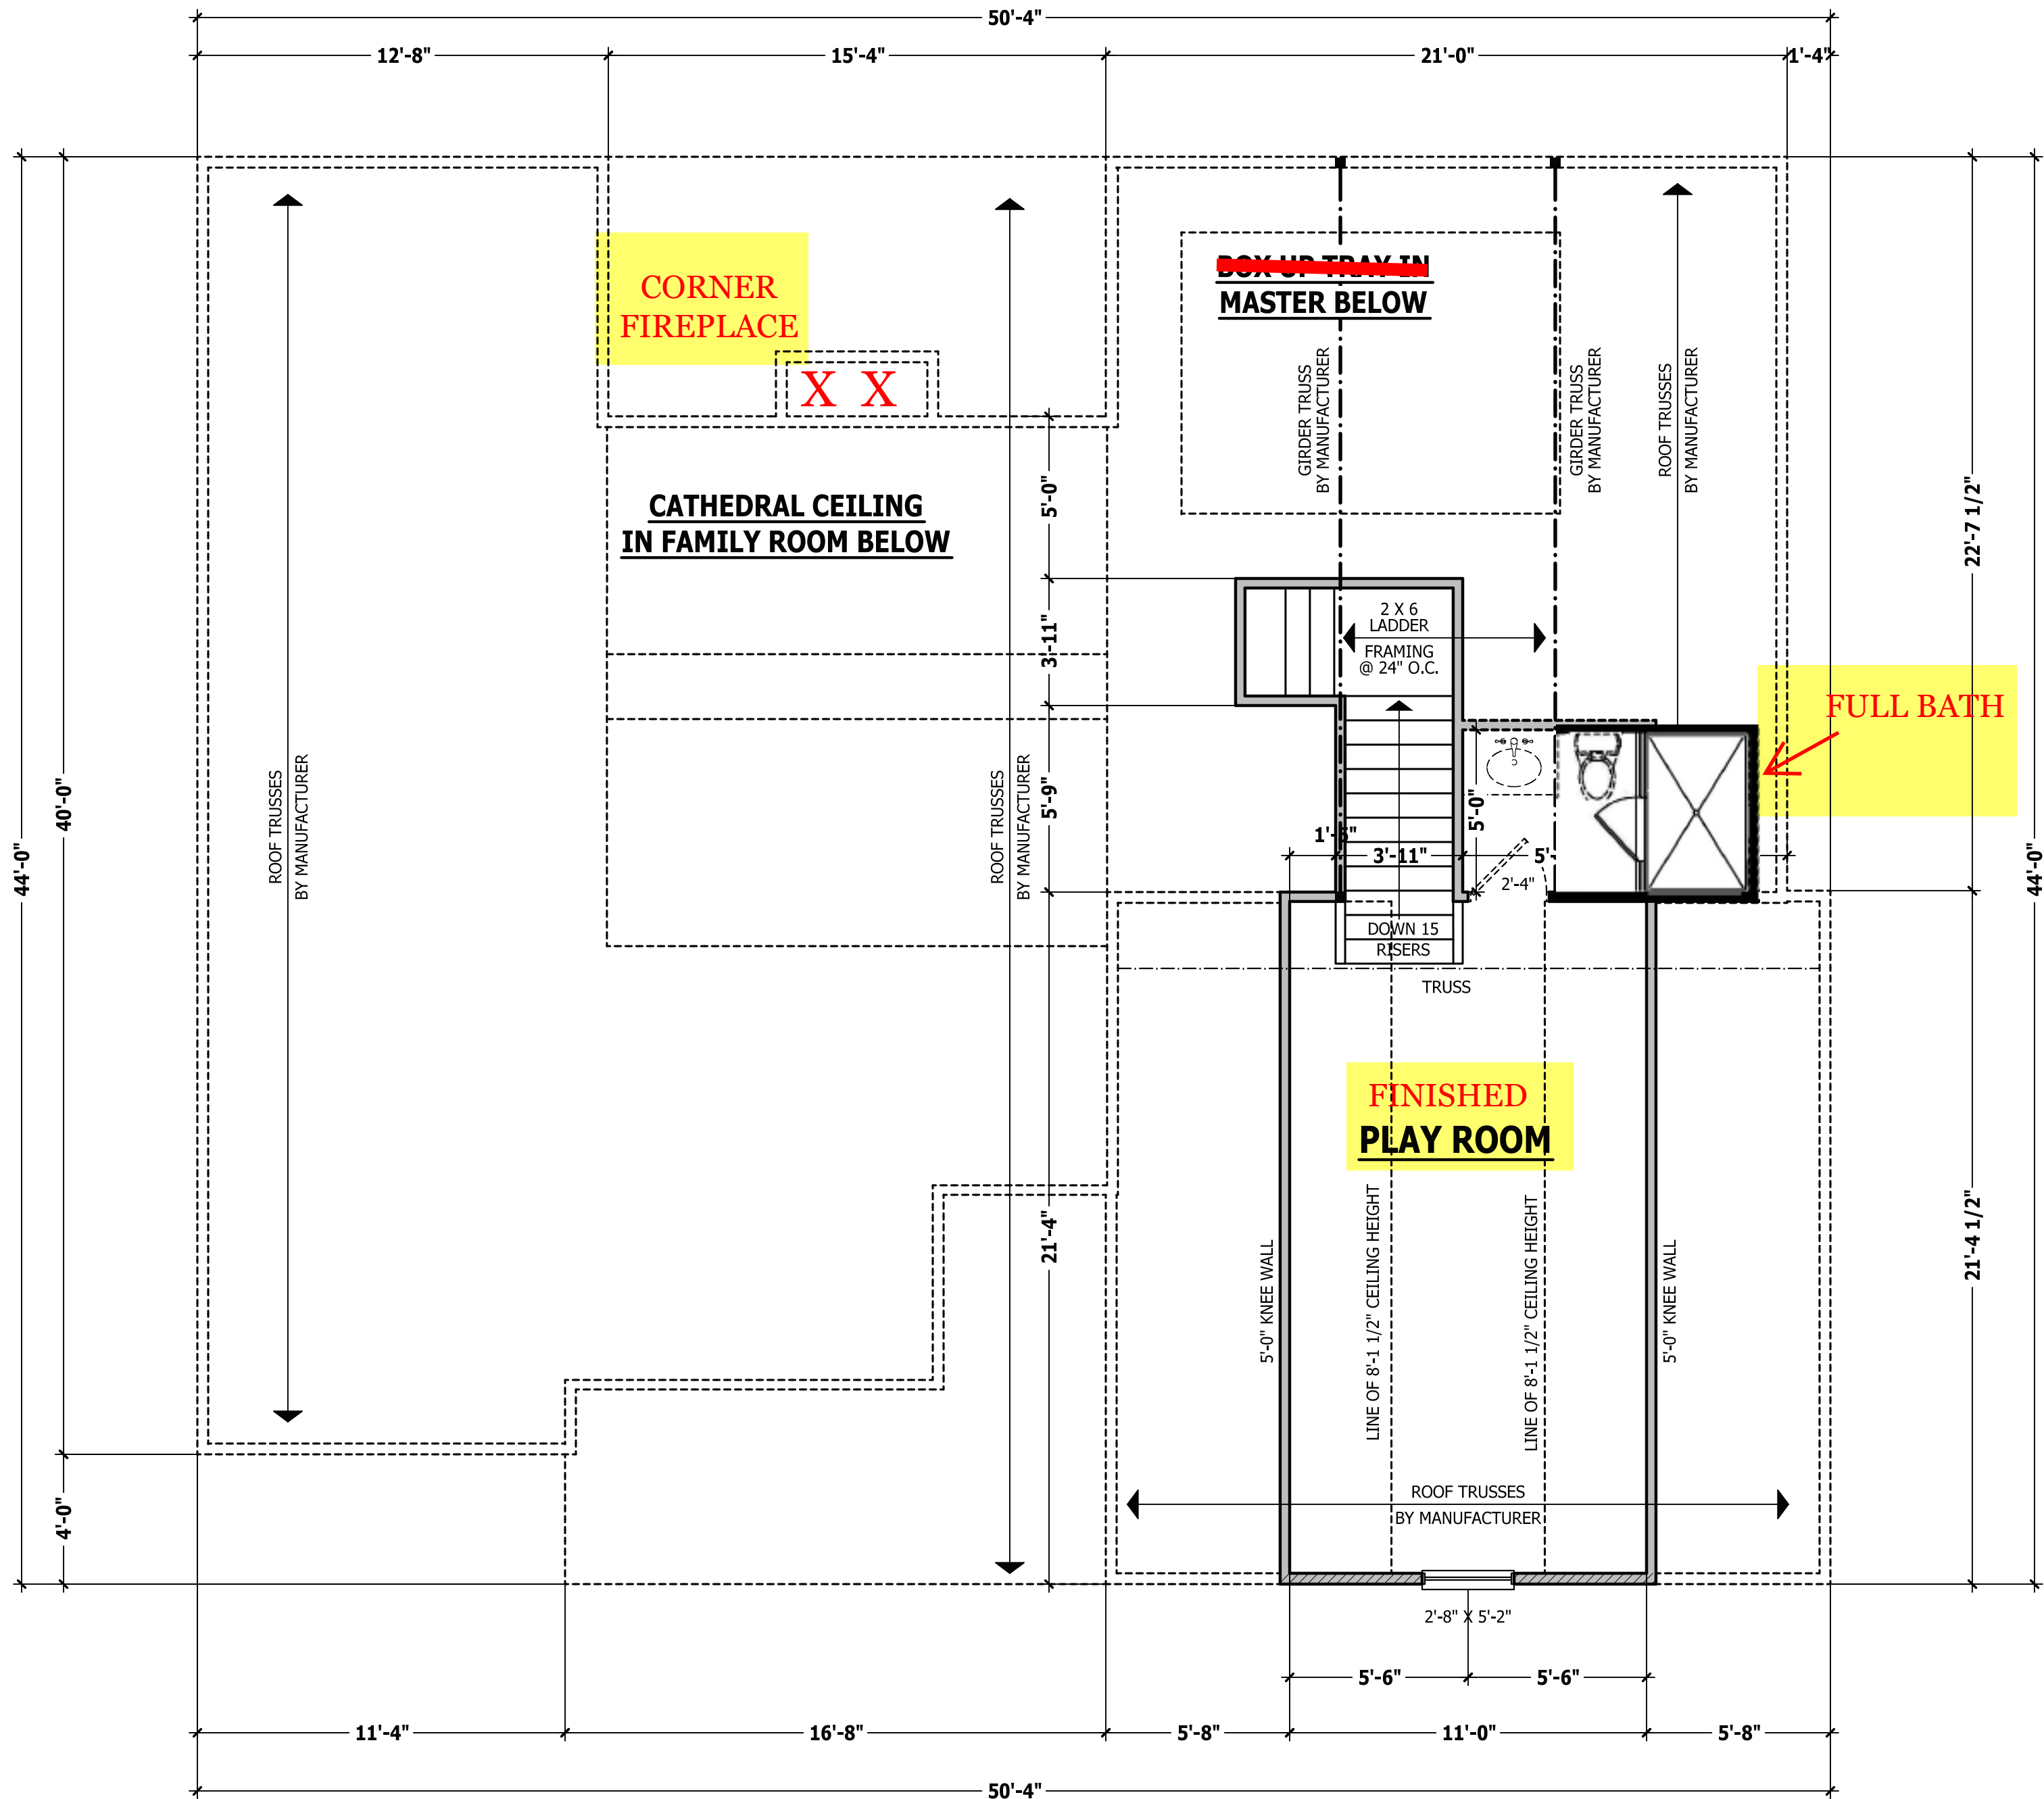 50'-4"
12'-8"
15'-4"
21'-0"
1'-4"
CORNER
FIREPLACE
X X
BOX UP TRAY IN
MASTER BELOW
GIRDER TRUSS
BY MANUFACTURER
GIRDER TRUSS
BY MANUFACTURER
ROOF TRUSSES
BY MANUFACTURER
CATHEDRAL CEILING
IN FAMILY ROOM BELOW
5'-0"
22'-7 1/2"
2 X 6
LADDER
FRAMING
@ 24" O.C.
3'-11"
FULL BATH
40'-0"
44'-0"
ROOF TRUSSES
BY MANUFACTURER
ROOF TRUSSES
BY MANUFACTURER
5'-9"
5'-0"
3'-11"
2'-4"
44'-0"
DOWN 15
RISERS
TRUSS
FINISHED
PLAY ROOM
21'-4"
21'-4 1/2"
5'-0" KNEE WALL
LINE OF 8'-1 1/2" CEILING HEIGHT
LINE OF 8'-1 1/2" CEILING HEIGHT
5'-0" KNEE WALL
4'-0"
ROOF TRUSSES
BY MANUFACTURER
2'-8" X 5'-2"
5'-6"
5'-6"
11'-4"
16'-8"
5'-8"
11'-0"
5'-8"
50'-4"